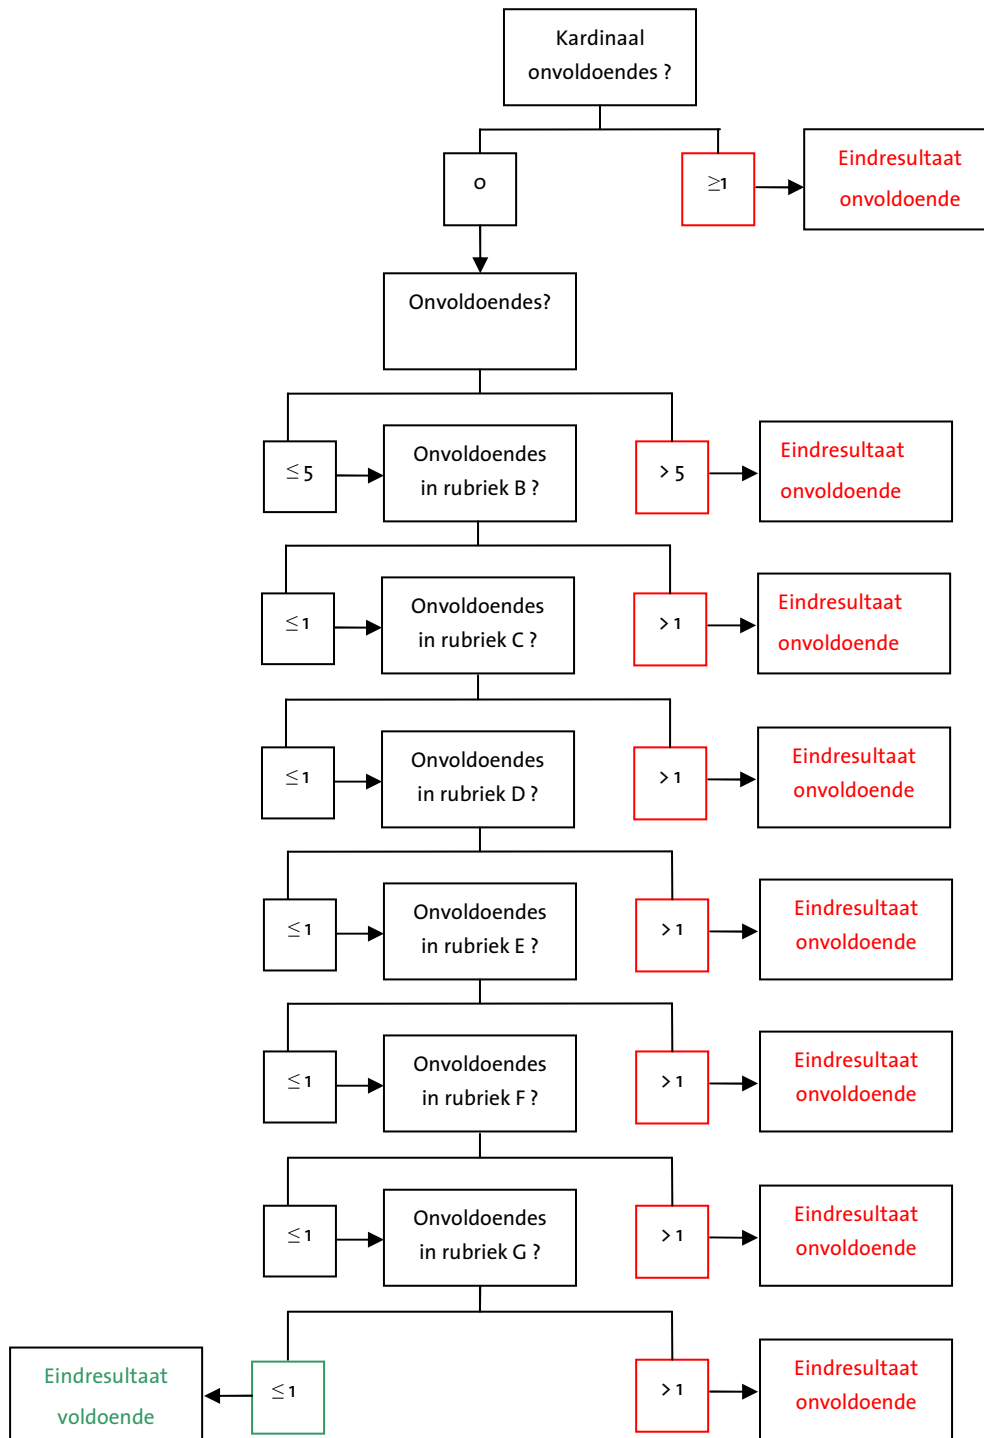 Kardinaal
onvoldoendes ?
0
≥1
Eindresultaat
onvoldoende
Onvoldoendes?
≤ 5
Onvoldoendes
in rubriek B ?
> 5
Eindresultaat
onvoldoende
≤ 1
Onvoldoendes
in rubriek C ?
> 1
Eindresultaat
onvoldoende
≤ 1
Onvoldoendes
in rubriek D ?
> 1
Eindresultaat
onvoldoende
≤ 1
Onvoldoendes
in rubriek E ?
> 1
Eindresultaat
onvoldoende
≤ 1
Onvoldoendes
in rubriek F ?
> 1
Eindresultaat
onvoldoende
≤ 1
Onvoldoendes
in rubriek G ?
> 1
Eindresultaat
onvoldoende
Eindresultaat
voldoende
≤ 1
> 1
Eindresultaat
onvoldoende